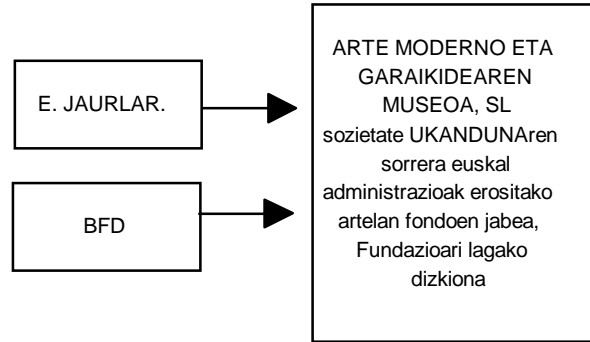 E. JAURLAR.
BFD
ARTE MODERNO ETA
GARAIKIDEAREN
MUSEOA, SL
sozietate UKANDUNAren
sorrera euskal
administrazioak erositako
artelan fondoen jabea,
Fundazioari lagako
dizkiona